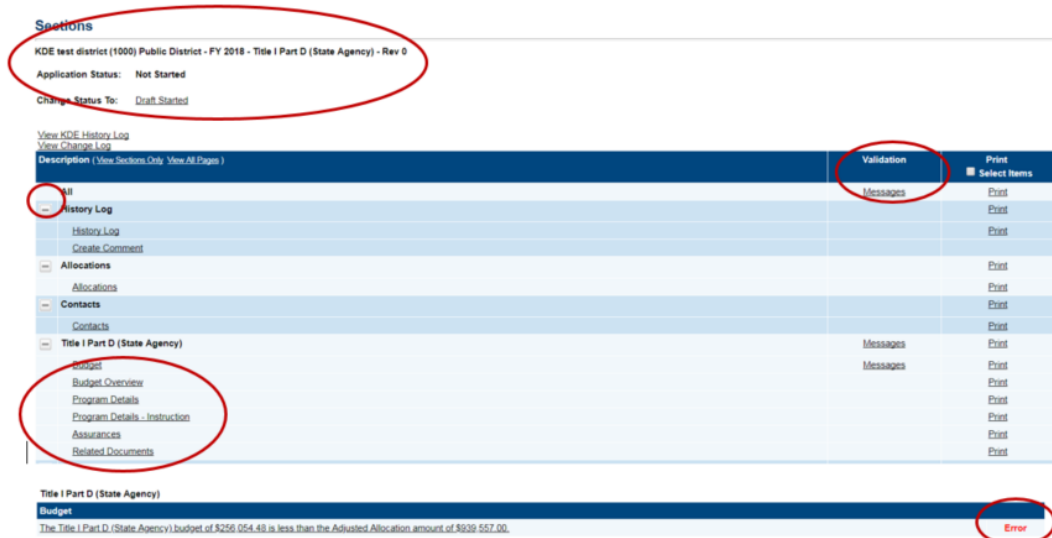 Sections
KDE test district (1000) Public District - FY 2018 - Title I Part D (State Agency) - Rev 0
Application Status: Not Started
Change Status To: Draft Started
View KDE History Log
View Change Log
Description ( View Sections Only View All Pages ) Validation Print
Select Items
All Messages Print
History Log Print
History Log Print
Create Comment
Allocations Print
Allocations Print
Contacts Print
Contacts Print
Title I Part D (State Agency) Messages Print
Budget Messages Print
Budget Overview Print
Program Details Print
Program Details - Instruction Print
Assurances Print
Related Documents Print
Title I Part D (State Agency)
Budget
The Title I Part D (State Agency) budget of $256,054.48 is less than the Adjusted Allocation amount of $939,557.00. Error